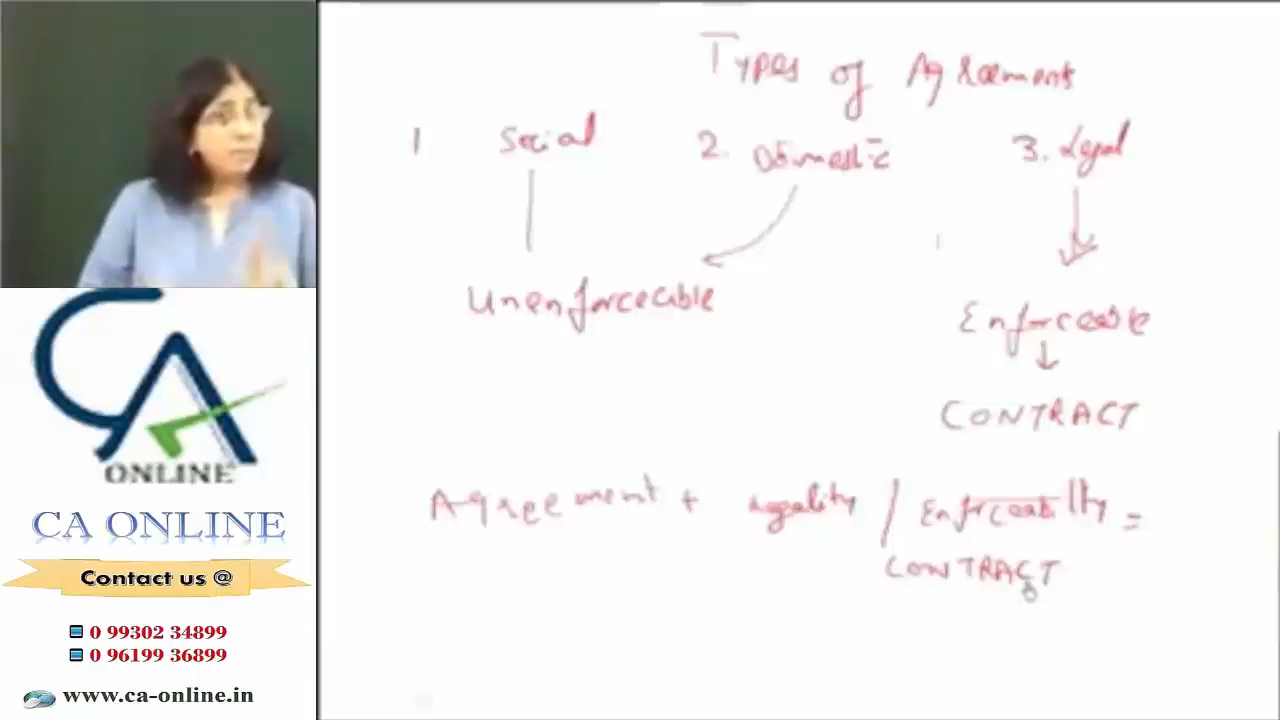 Types of Agreement
1 Social 2. Domestic 3. Legal
Unenforceable
Enforceable
CONTRACT
Agreement + legality / Enforceability =
CONTRACT
CA
ONLINE
CA ONLINE
Contact us @
0 99302 34899
0 96199 36899
www.ca-online.in